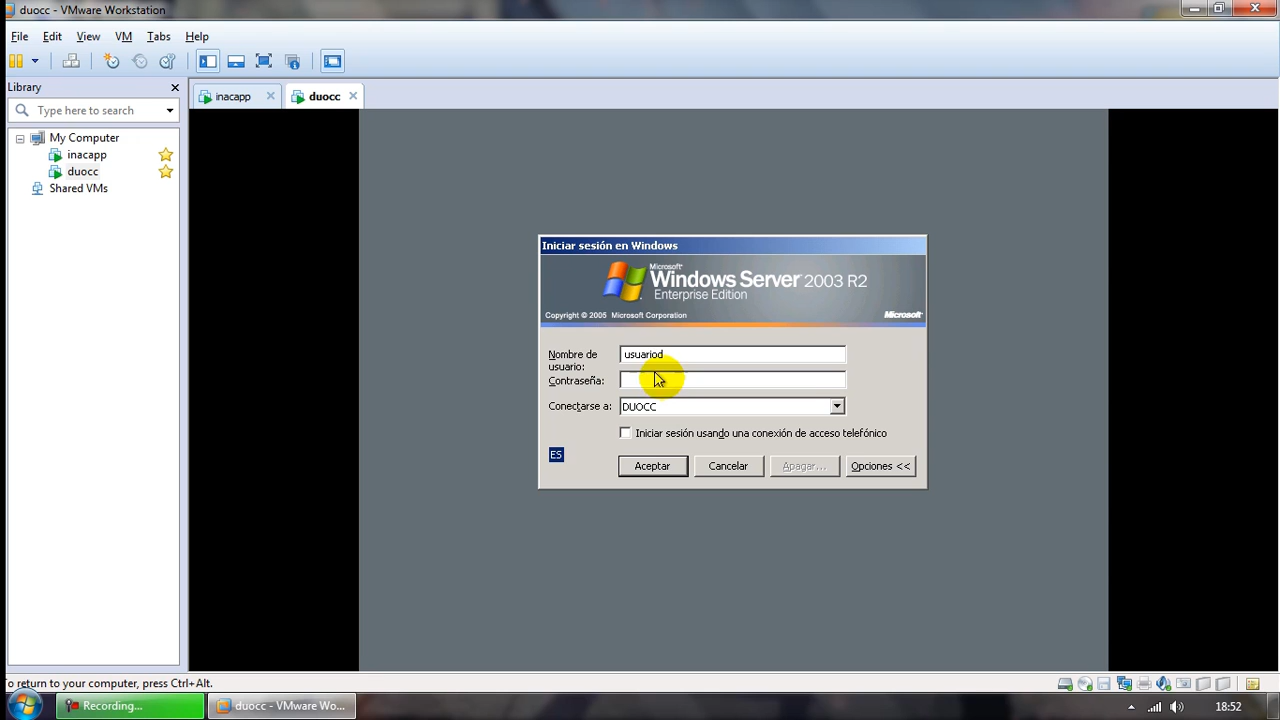 duocc - VMware Workstation
File Edit View VM Tabs Help
Library
Type here to search
My Computer
inacapp
duocc
Shared VMs
inacapp
duocc
Iniciar sesión en Windows
Microsoft
Windows Server 2003 R2
Enterprise Edition
Copyright © 2005 Microsoft Corporation
Microsoft
Nombre de usuario:
usuariod
Contraseña:
Conectarse a:
DUOCC
Iniciar sesión usando una conexión de acceso telefónico
ES
Aceptar Cancelar Apagar... Opciones <<
o return to your computer, press Ctrl+Alt.
Recording... duocc - VMware Wo... 18:52